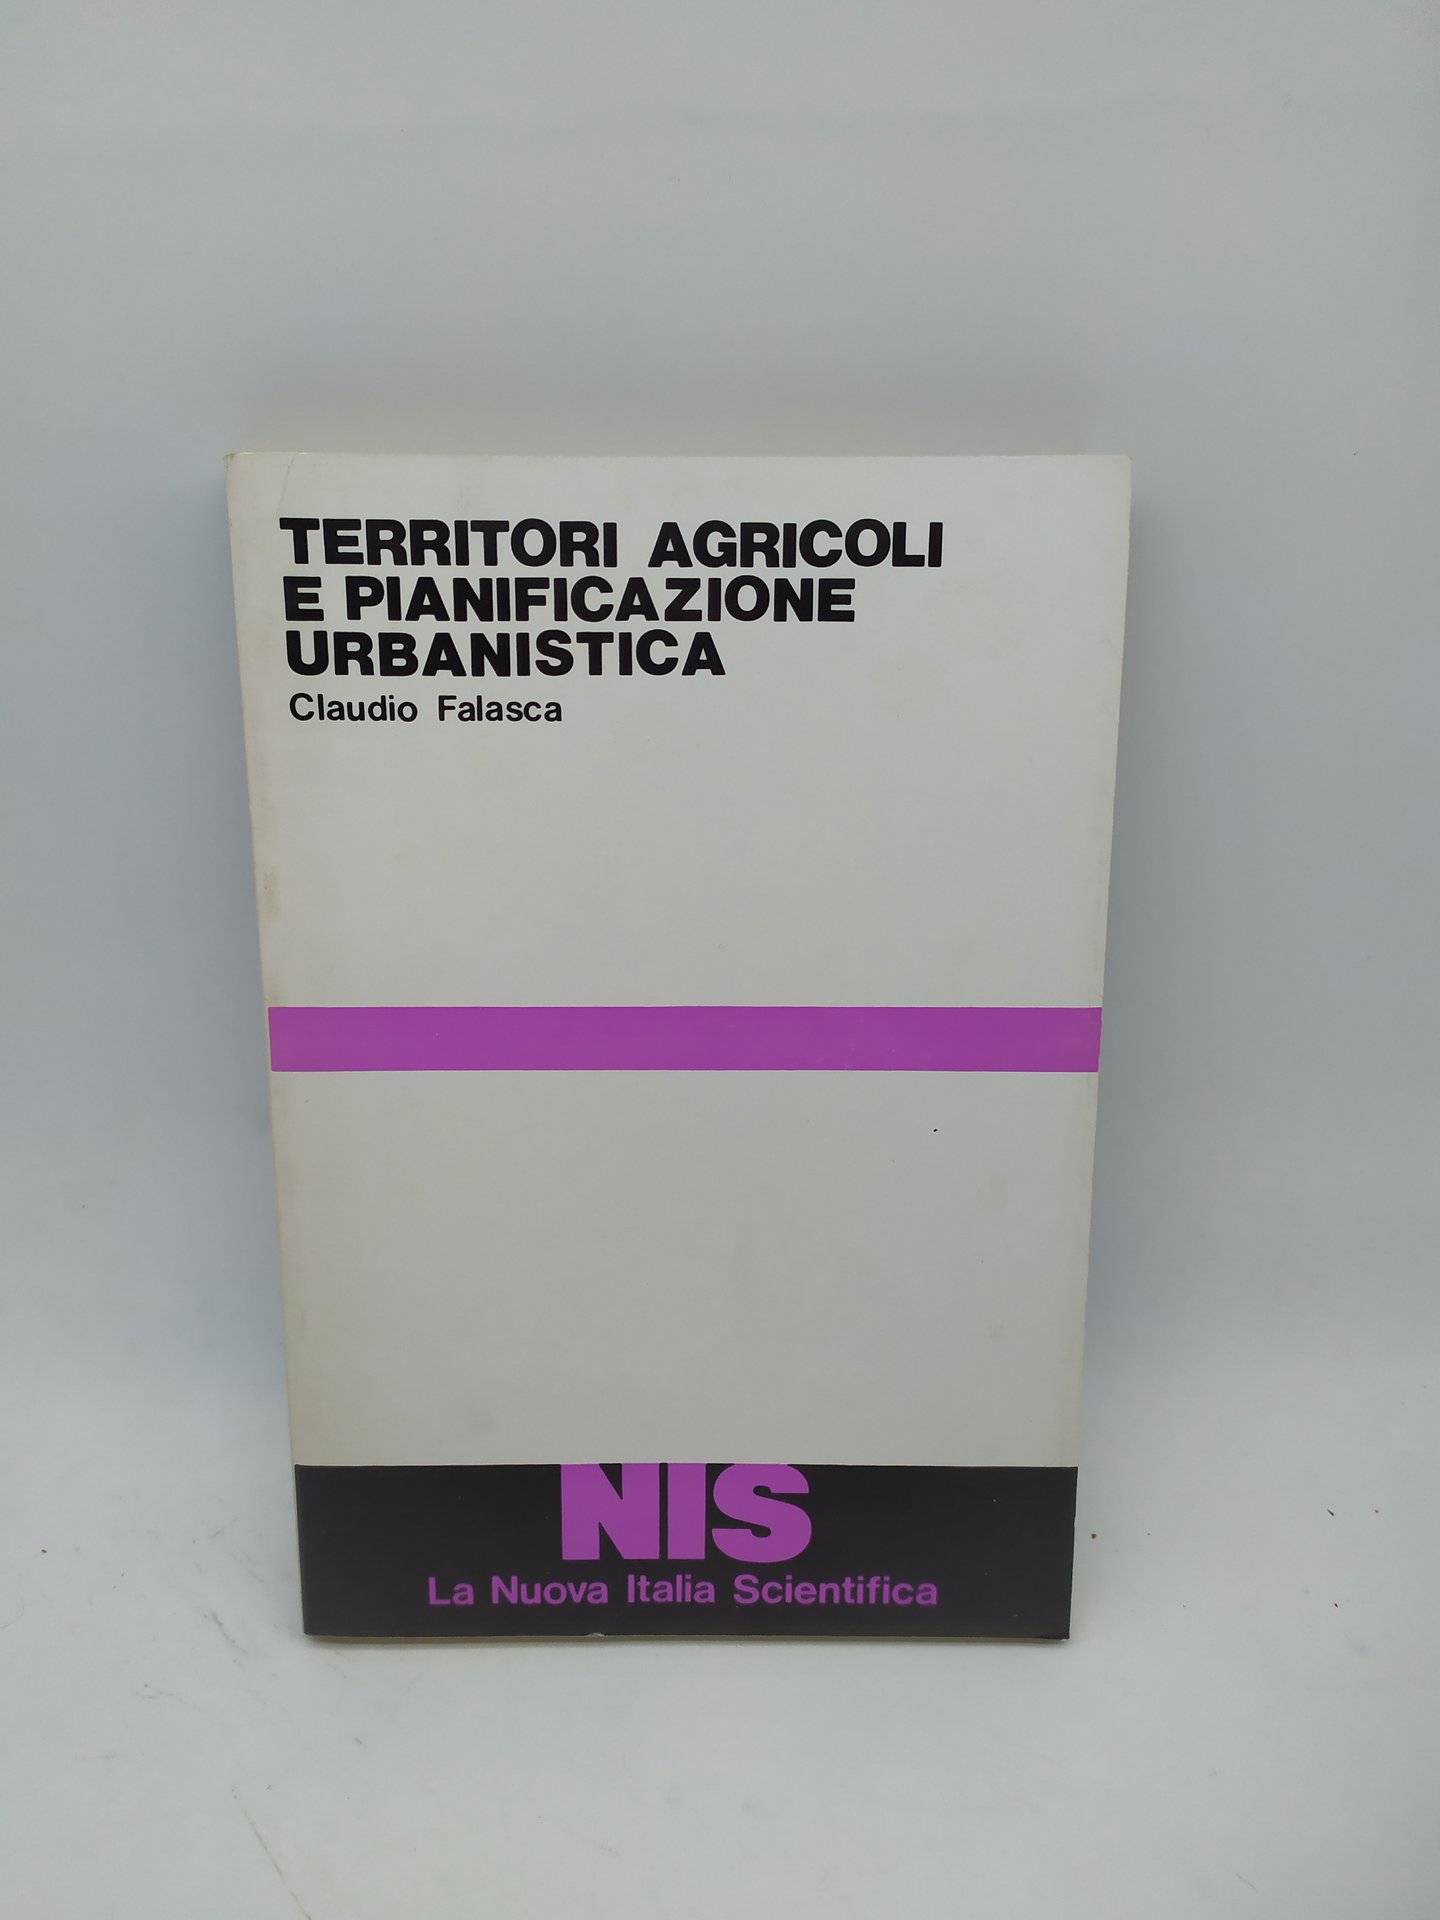 TERRITORI AGRICOLI
E PIANIFICAZIONE
URBANISTICA
Claudio Falasca
NIS
La Nuova Italia Scientifica